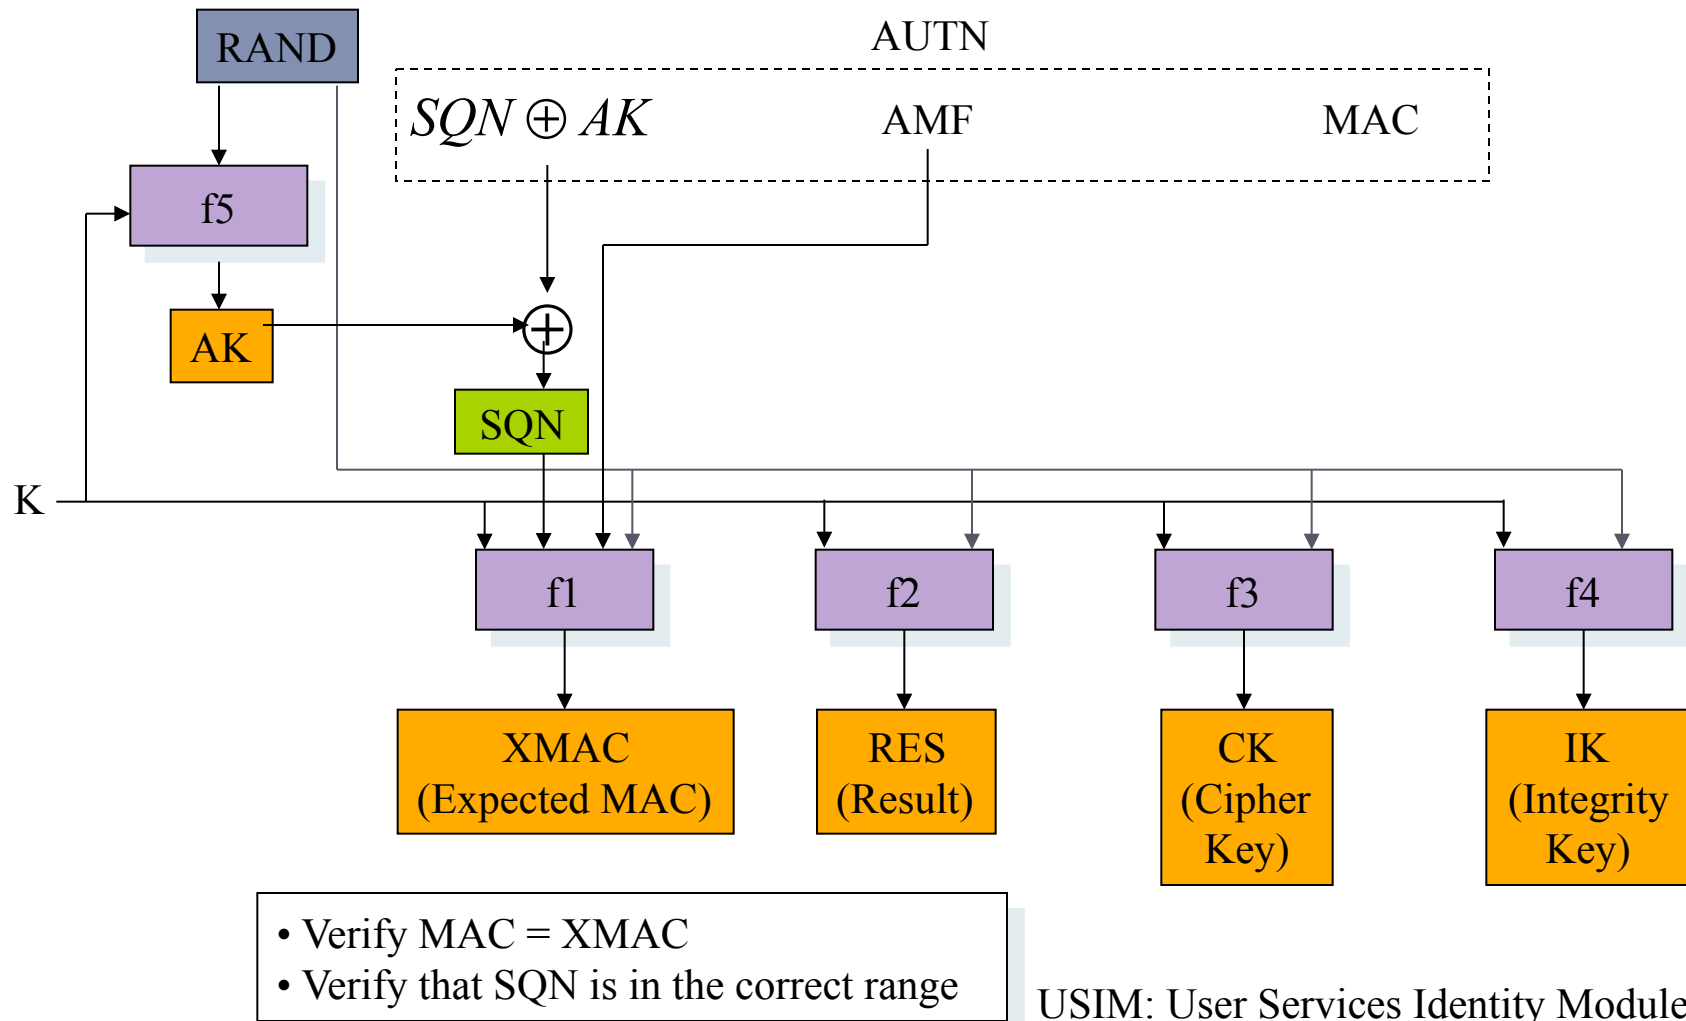 RAND
AUTN
SQN ⊕ AK
AMF
MAC
f5
AK
SQN
K
f1
f2
f3
f4
XMAC
(Expected MAC)
RES
(Result)
CK
(Cipher
Key)
IK
(Integrity
Key)
• Verify MAC = XMAC
• Verify that SQN is in the correct range
USIM: User Services Identity Module